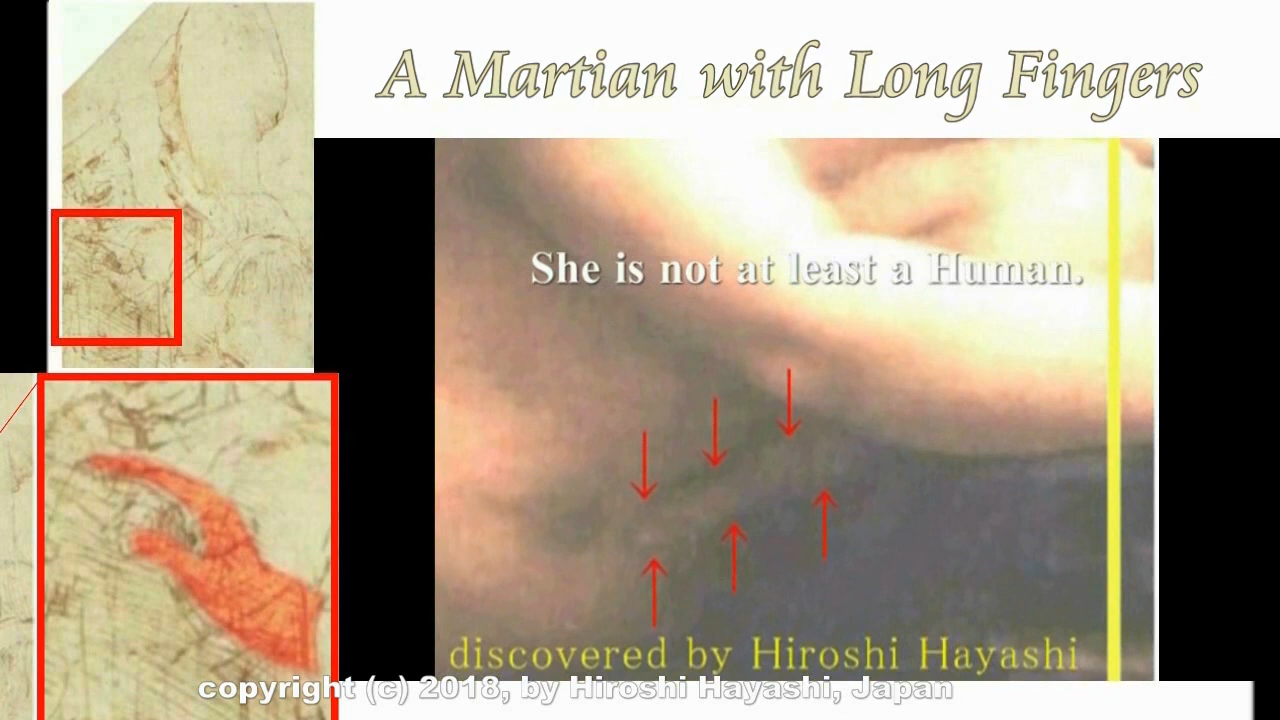 A Martian with Long Fingers
She is not at least a Human.
discovered by Hiroshi Hayashi
copyright (c) 2018, by Hiroshi Hayashi, Japan